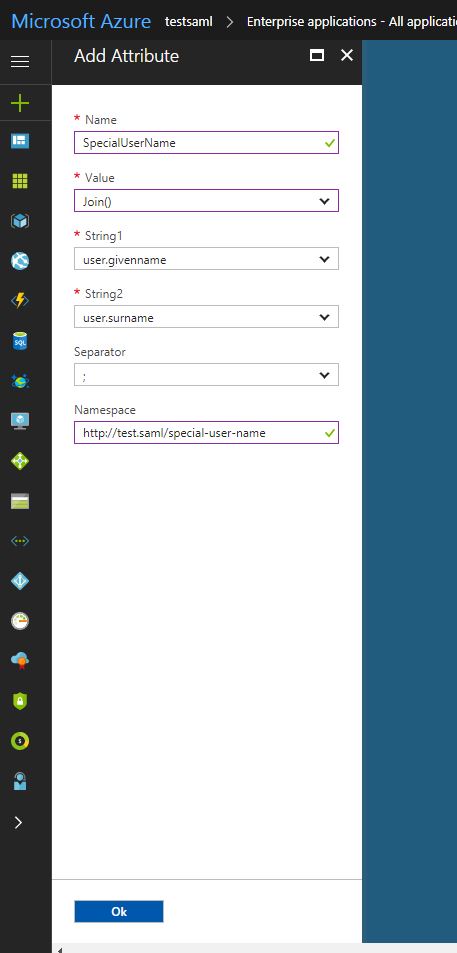 Microsoft Azure testsaml > Enterprise applications - All applicatio
Add Attribute
* Name
SpecialUserName
* Value
Join()
* String1
user.givenname
* String2
user.surname
Separator
;
Namespace
http://test.saml/special-user-name
SQL
Ok